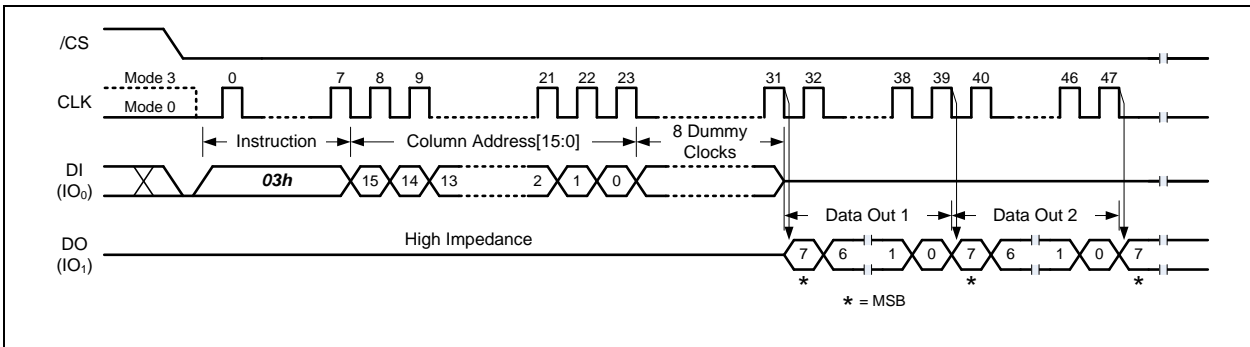 /CS
Mode 3 0 7 8 9 21 22 23 31 32 38 39 40 46 47
CLK Mode 0
Instruction Column Address[15:0] 8 Dummy
Clocks
DI
(IO0) 03h 15 14 13 2 1 0
Data Out 1 Data Out 2
DO High Impedance
(IO1) 7 6 1 0 7 6 1 0 7
* * *
* = MSB